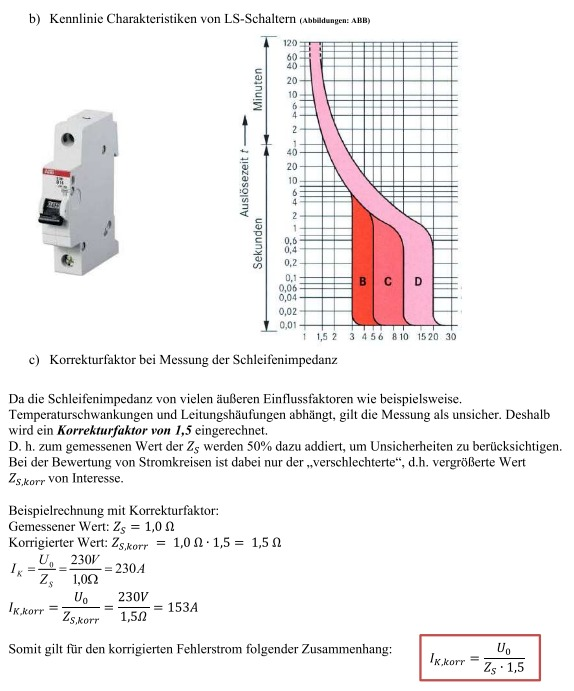 b) Kennlinie Charakteristiken von LS-Schaltern (Abbildungen: ABB)
120
60
40
20
10
6
4
2
1
40
20
10
6
4
2
1
0,6
0,4
0,2
0,1
0,06
0,04
0,02
0,01
Minuten
Auslösezeit t
Sekunden
ABB
B C D
1 1,5 2 3 4 5 6 8 10 15 20 30
c) Korrekturfaktor bei Messung der Schleifenimpedanz
Da die Schleifenimpedanz von vielen äußeren Einflussfaktoren wie beispielsweise.
Temperaturschwankungen und Leitungshäufungen abhängt, gilt die Messung als unsicher. Deshalb
wird ein Korrekturfaktor von 1,5 eingerechnet.
D. h. zum gemessenen Wert der Z_S werden 50% dazu addiert, um Unsicherheiten zu berücksichtigen.
Bei der Bewertung von Stromkreisen ist dabei nur der „verschlechterte“, d.h. vergrößerte Wert
Z_S,korr von Interesse.
Beispielrechnung mit Korrekturfaktor:
Gemessener Wert: Z_S = 1,0 Ω
Korrigierter Wert: Z_S,korr = 1,0 Ω · 1,5 = 1,5 Ω
I_K = U_0 / Z_S = 230V / 1,0Ω = 230A
I_K,korr = U_0 / Z_S,korr = 230V / 1,5Ω = 153A
Somit gilt für den korrigierten Fehlerstrom folgender Zusammenhang:
I_K,korr = U_0 / Z_S · 1,5